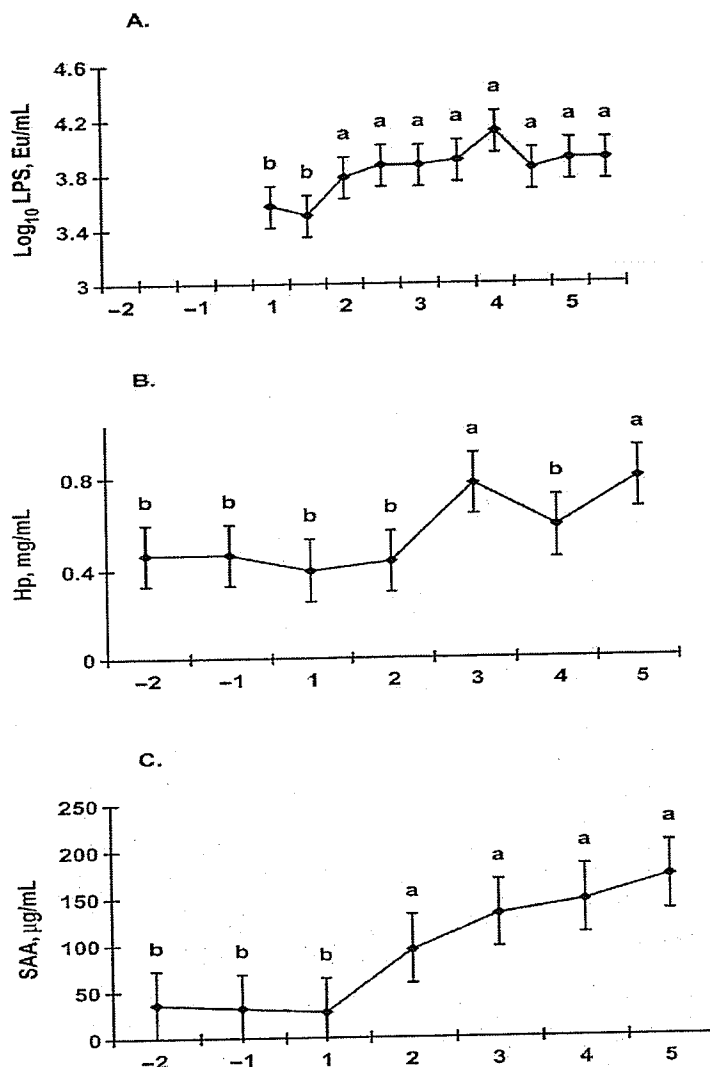 A.
4.6
a
a a a a a a
4.2
b b
3.8
3.4
3
Log10 LPS, Eu/mL
–2 –1 1 2 3 4 5
B.
a a
0.8
b b b b b
0.4
0
Hp, mg/mL
–2 –1 1 2 3 4 5
C.
250
a
200
a a
a
150
b b b
100
50
0
SAA, μg/mL
–2 –1 1 2 3 4 5